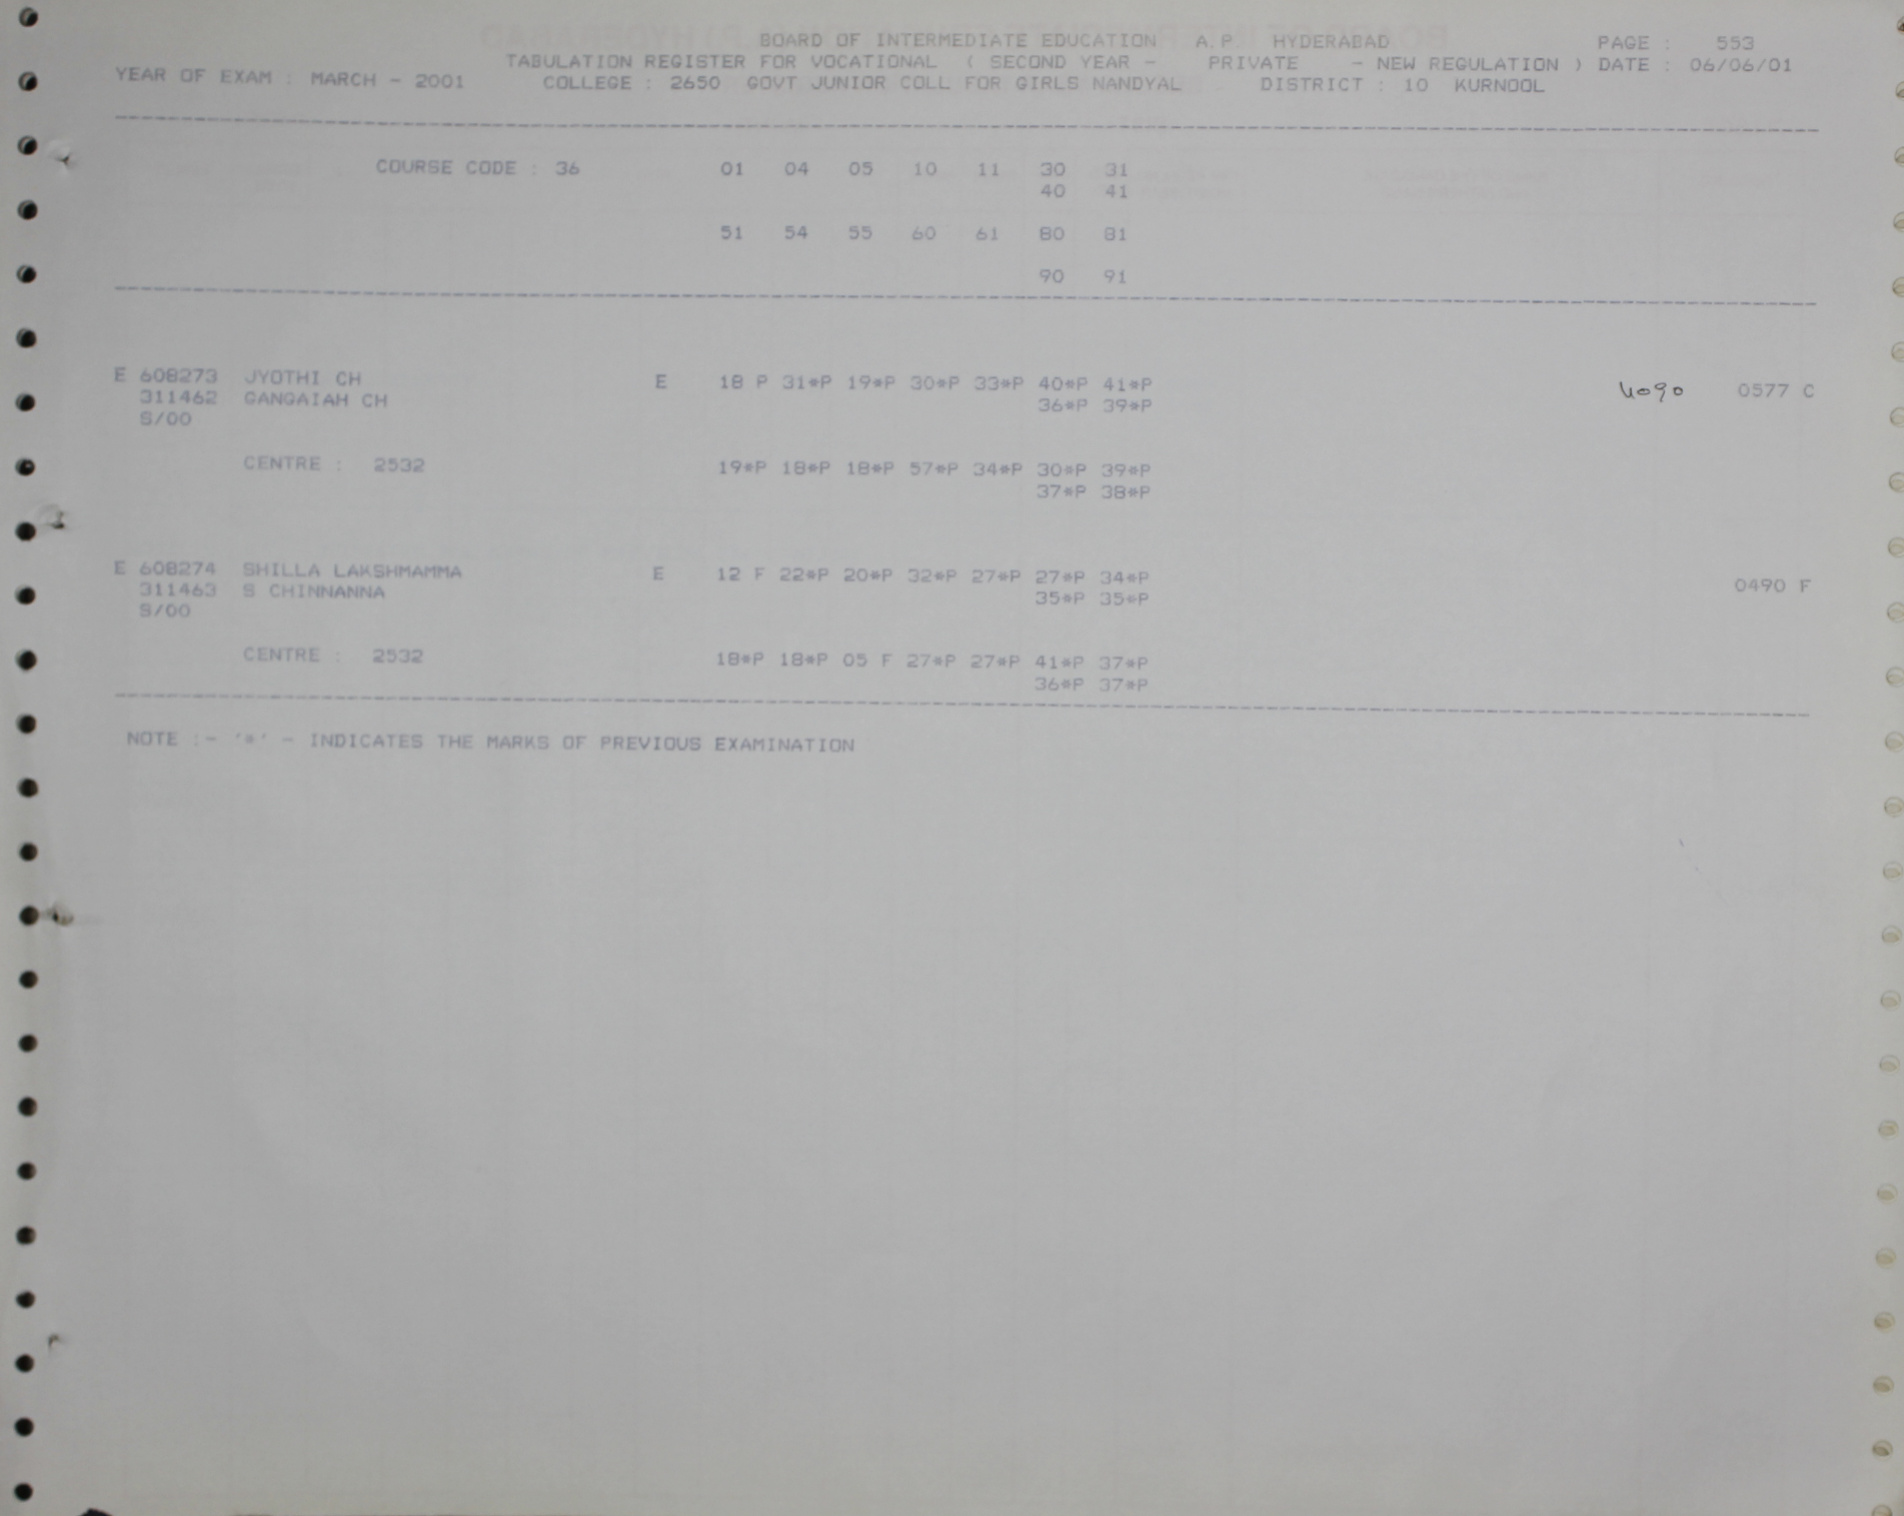 BOARD OF INTERMEDIATE EDUCATION A.P. HYDERABAD PAGE : 553
TABULATION REGISTER FOR VOCATIONAL ( SECOND YEAR - PRIVATE - NEW REGULATION ) DATE : 06/06/01
YEAR OF EXAM : MARCH - 2001 COLLEGE : 2650 GOVT JUNIOR COLL FOR GIRLS NANDYAL DISTRICT : 10 KURNOOL
COURSE CODE : 36 01 04 05 10 11 30 31
40 41
51 54 55 60 61 80 81
90 91
E 608273 JYOTHI CH E 18 P 31*P 19*P 30*P 33*P 40*P 41*P
311462 GANGAIAH CH 36*P 39*P 4090 0577 C
S/00
CENTRE : 2532 19*P 18*P 18*P 57*P 34*P 30*P 39*P
37*P 38*P
E 608274 SHILLA LAKSHMAMMA E 12 F 22*P 20*P 32*P 27*P 27*P 34*P
311463 S CHINNANNA 35*P 35*P 0490 F
S/00
CENTRE : 2532 18*P 18*P 05 F 27*P 27*P 41*P 37*P
36*P 37*P
NOTE :- '*' - INDICATES THE MARKS OF PREVIOUS EXAMINATION